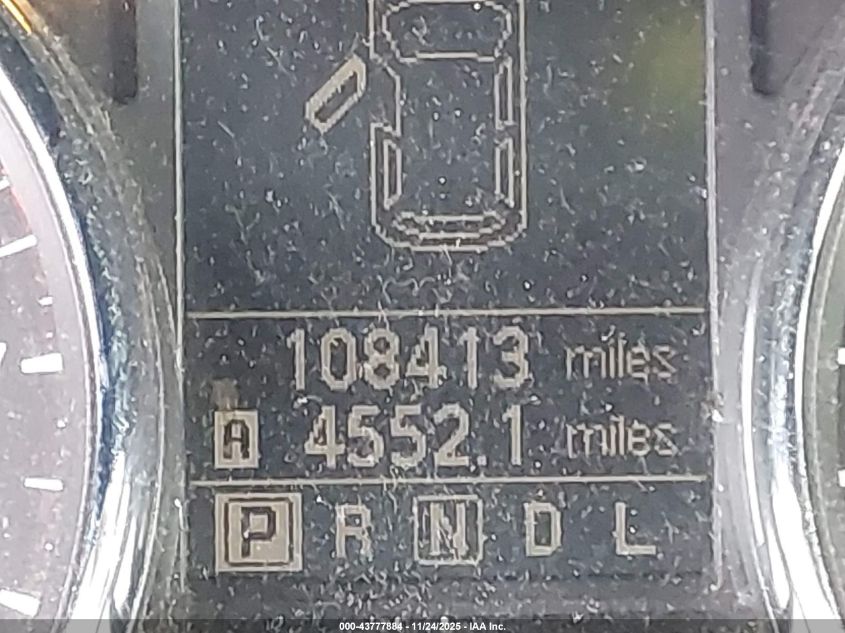 108413 miles
A 4552.1 miles
P R N D L
000-43777884 - 11/24/2025 - IAA Inc.